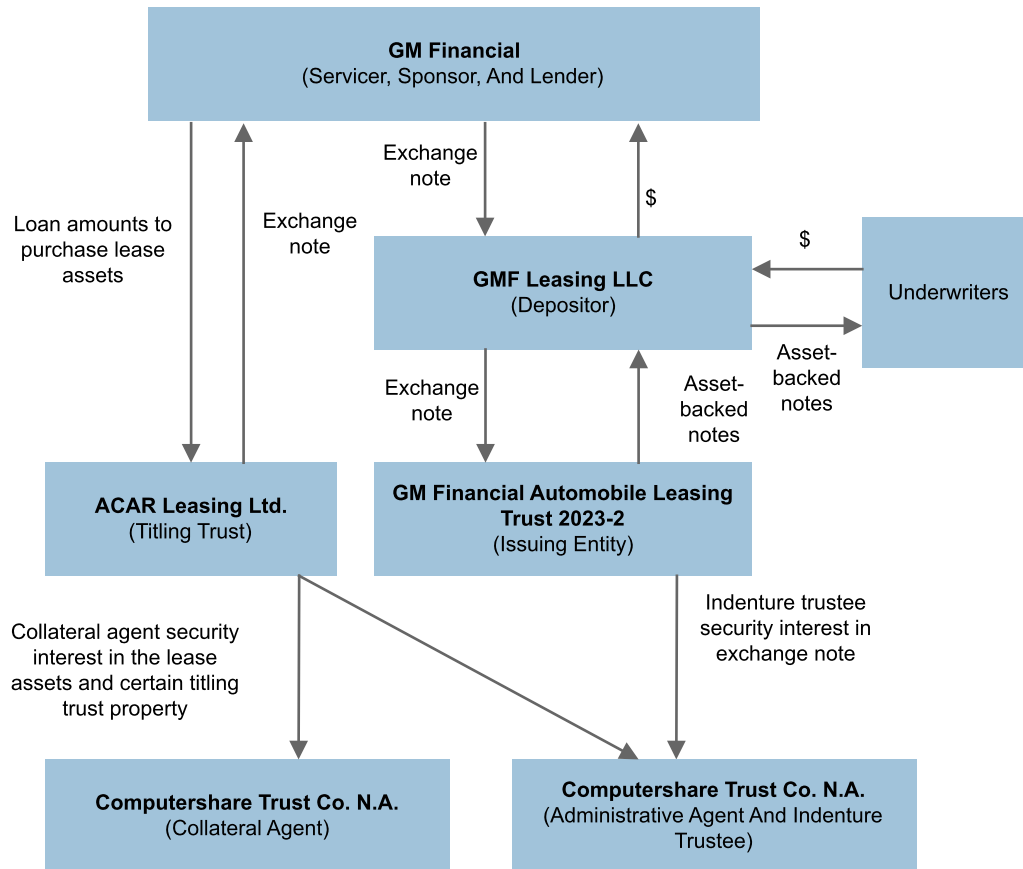 GM Financial
(Servicer, Sponsor, And Lender)
Loan amounts to
purchase lease
assets
Exchange
note
Exchange
note
$
GMF Leasing LLC
(Depositor)
$
Underwriters
Asset-
backed
notes
Exchange
note
Asset-
backed
notes
ACAR Leasing Ltd.
(Titling Trust)
GM Financial Automobile Leasing
Trust 2023-2
(Issuing Entity)
Collateral agent security
interest in the lease
assets and certain titling
trust property
Indenture trustee
security interest in
exchange note
Computershare Trust Co. N.A.
(Collateral Agent)
Computershare Trust Co. N.A.
(Administrative Agent And Indenture
Trustee)